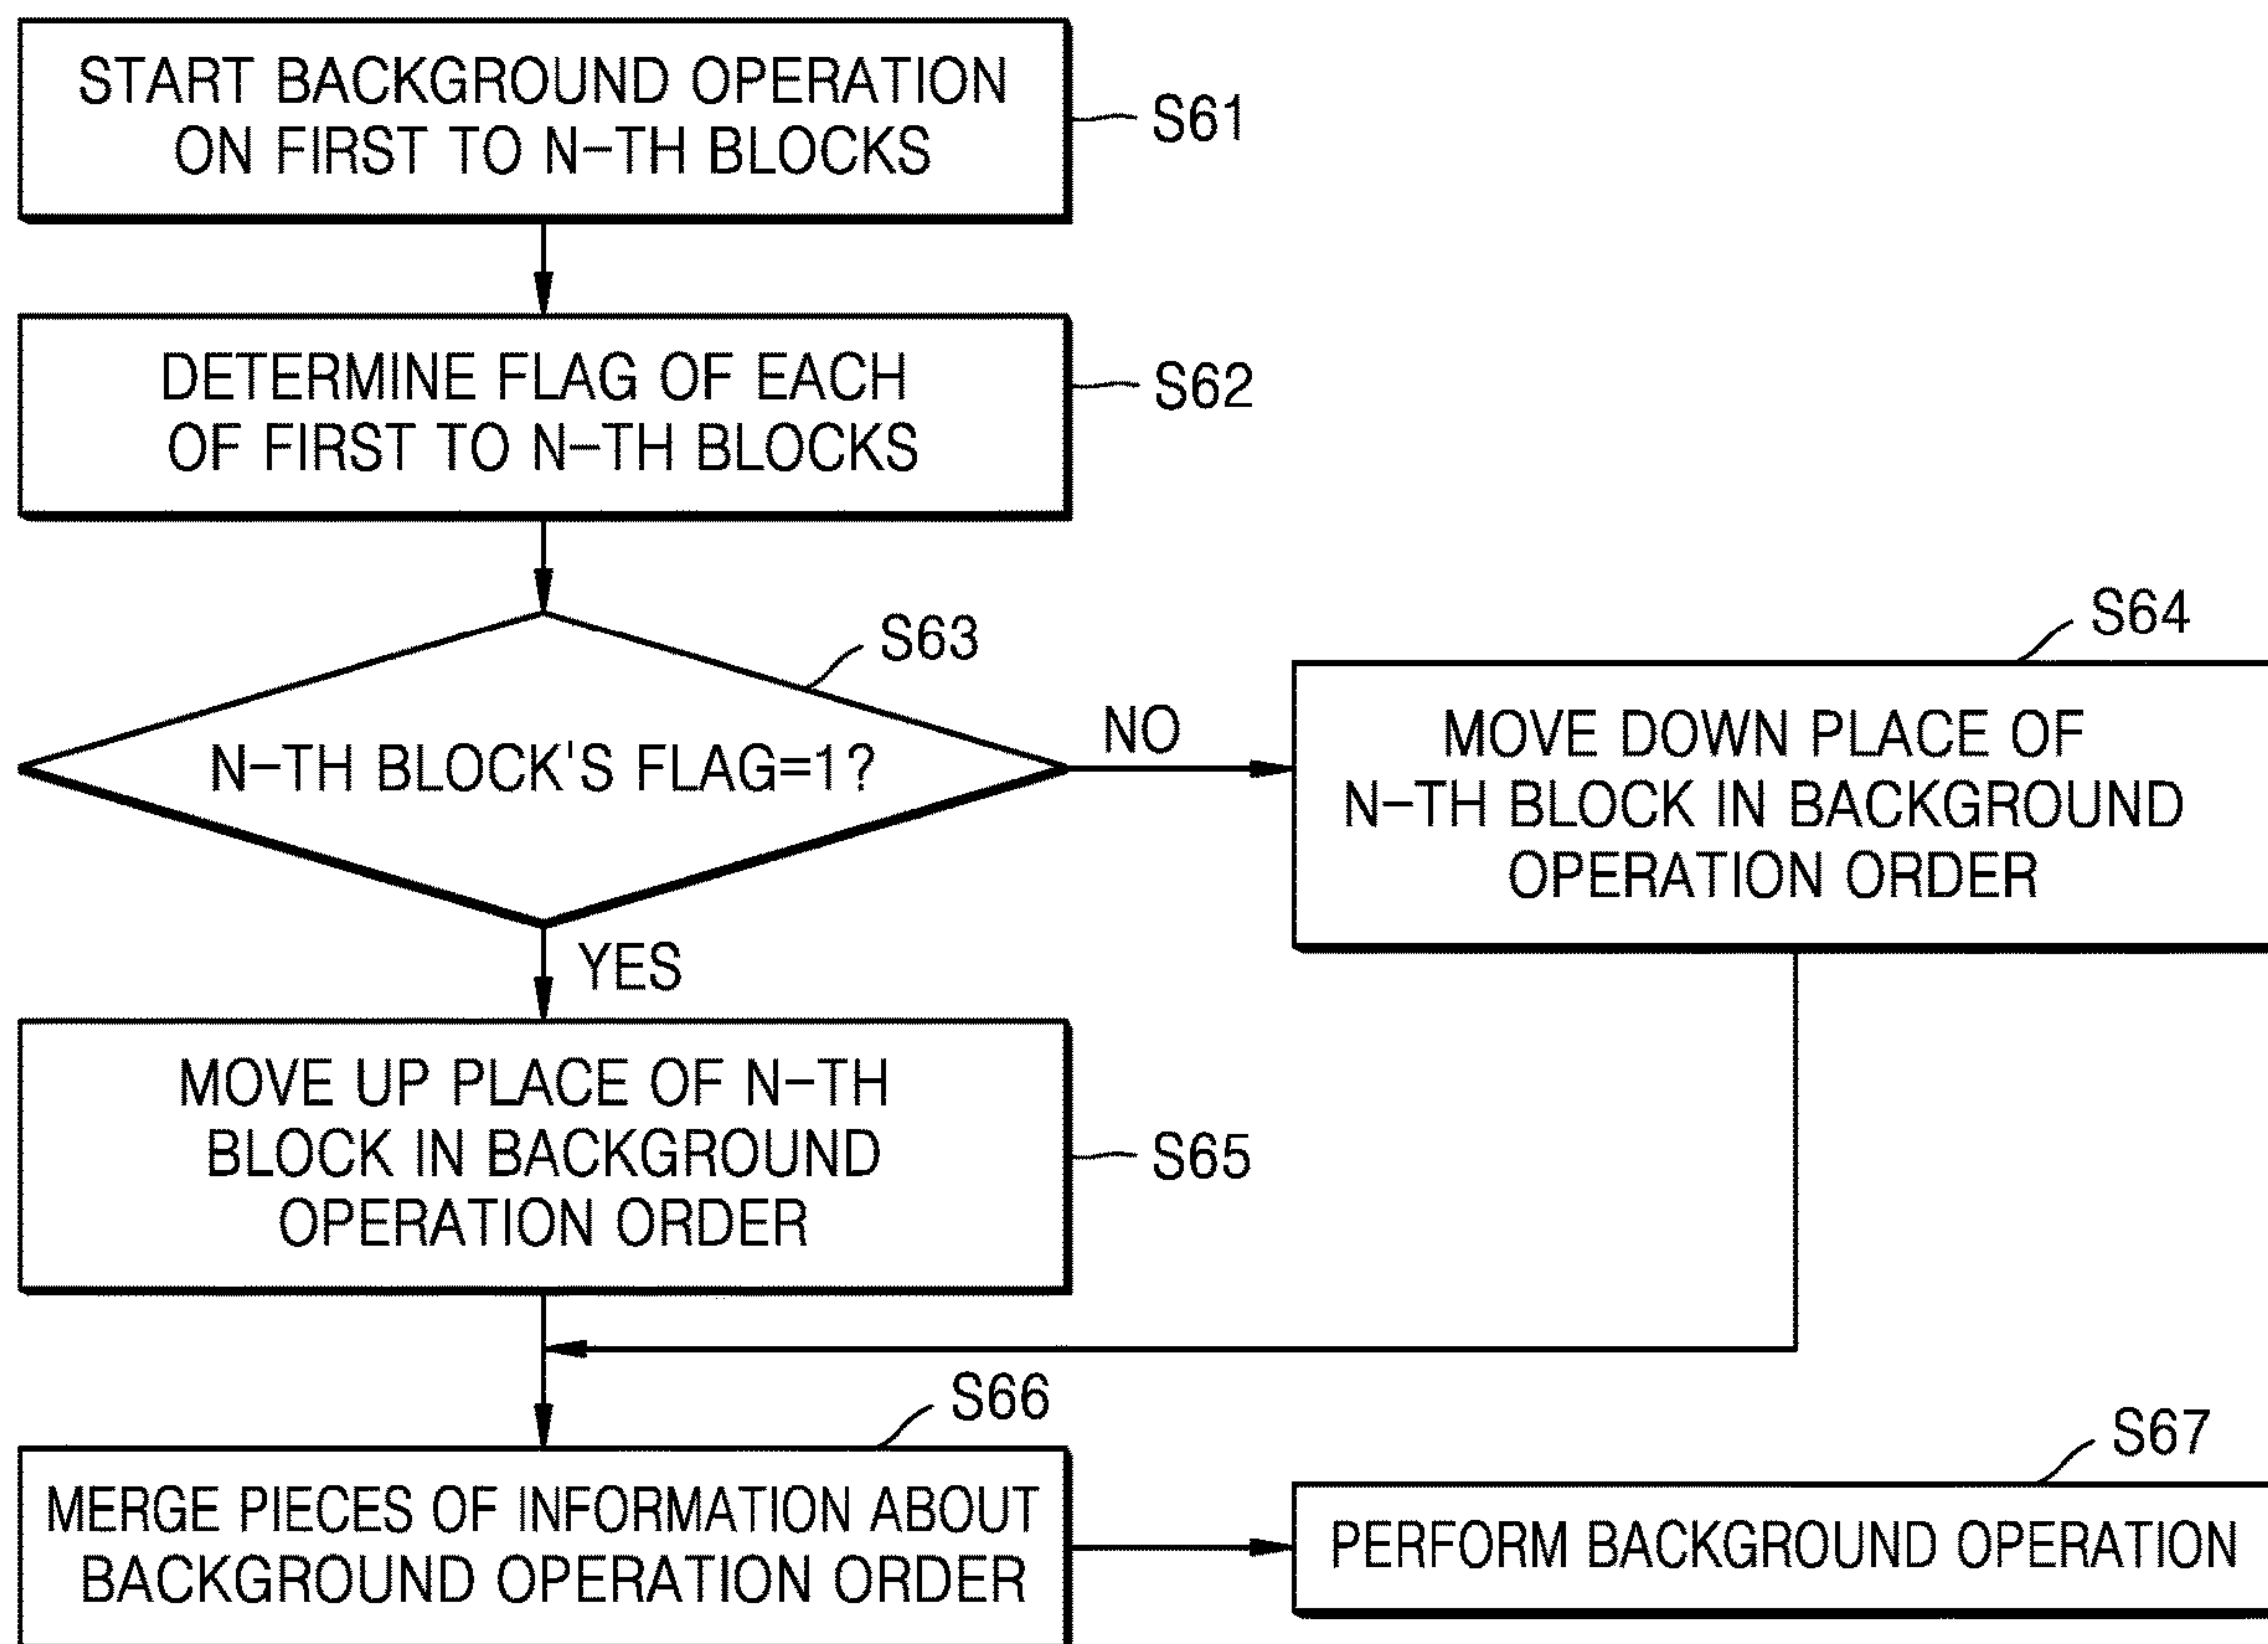 START BACKGROUND OPERATION
ON FIRST TO N-TH BLOCKS
S61
DETERMINE FLAG OF EACH
OF FIRST TO N-TH BLOCKS
S62
S63
N-TH BLOCK'S FLAG=1?
NO
YES
S64
MOVE DOWN PLACE OF
N-TH BLOCK IN BACKGROUND
OPERATION ORDER
MOVE UP PLACE OF N-TH
BLOCK IN BACKGROUND
OPERATION ORDER
S65
S66
MERGE PIECES OF INFORMATION ABOUT
BACKGROUND OPERATION ORDER
S67
PERFORM BACKGROUND OPERATION